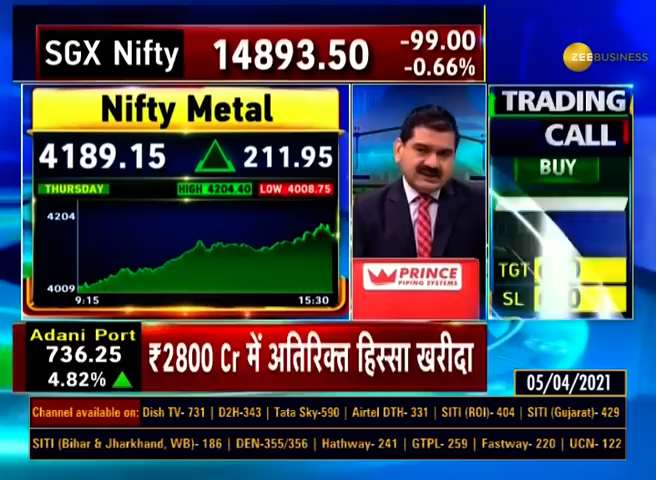 SGX Nifty 14893.50 -99.00
-0.66%
ZEE BUSINESS
Nifty Metal
4189.15 211.95
THURSDAY HIGH 4204.40 LOW 4008.75
4204
4009
9:15 15:30
PRINCE
PIPING SYSTEMS
TRADING
CALL
BUY
TGT
SL
Adani Port
736.25
4.82%
₹2800 Cr में अतिरिक्त हिस्सा खरीदा
05/04/2021
Channel available on: Dish TV- 731 | D2H-343 | Tata Sky-590 | Airtel DTH- 331 | SITI (ROI)- 404 | SITI (Gujarat)- 429
SITI (Bihar & Jharkhand, WB)- 186 | DEN-355/356 | Hathway- 241 | GTPL- 259 | Fastway- 220 | UCN- 122